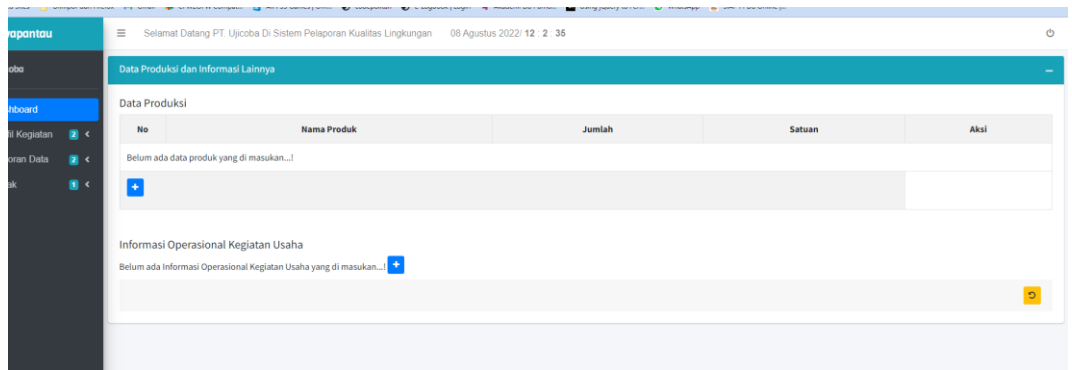 Selamat Datang PT. Ujicoba Di Sistem Pelaporan Kualitas Lingkungan 08 Agustus 2022/ 12 : 2 : 35
apantau
oba
Data Produksi dan Informasi Lainnya
hboard
Data Produksi
No Nama Produk Jumlah Satuan Aksi
fil Kegiatan 2
Belum ada data produk yang di masukan...!
oran Data 2
ak 1
Informasi Operasional Kegiatan Usaha
Belum ada Informasi Operasional Kegiatan Usaha yang di masukan...!